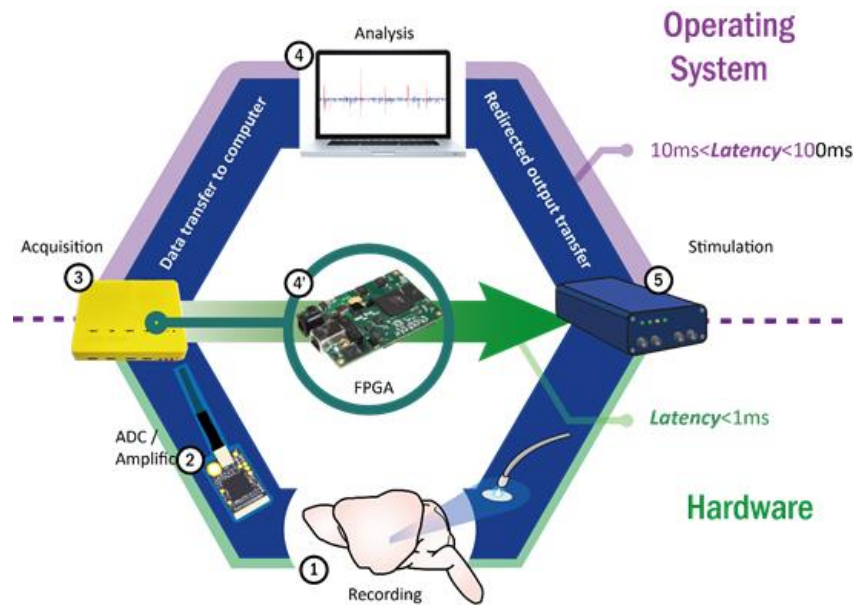 Analysis
4
Operating
System
Data transfer to computer
Redirected output transfer
10ms<Latency<100ms
Acquisition
3
4'
Stimulation
5
FPGA
Latency<1ms
ADC /
Amplific
2
Hardware
1
Recording